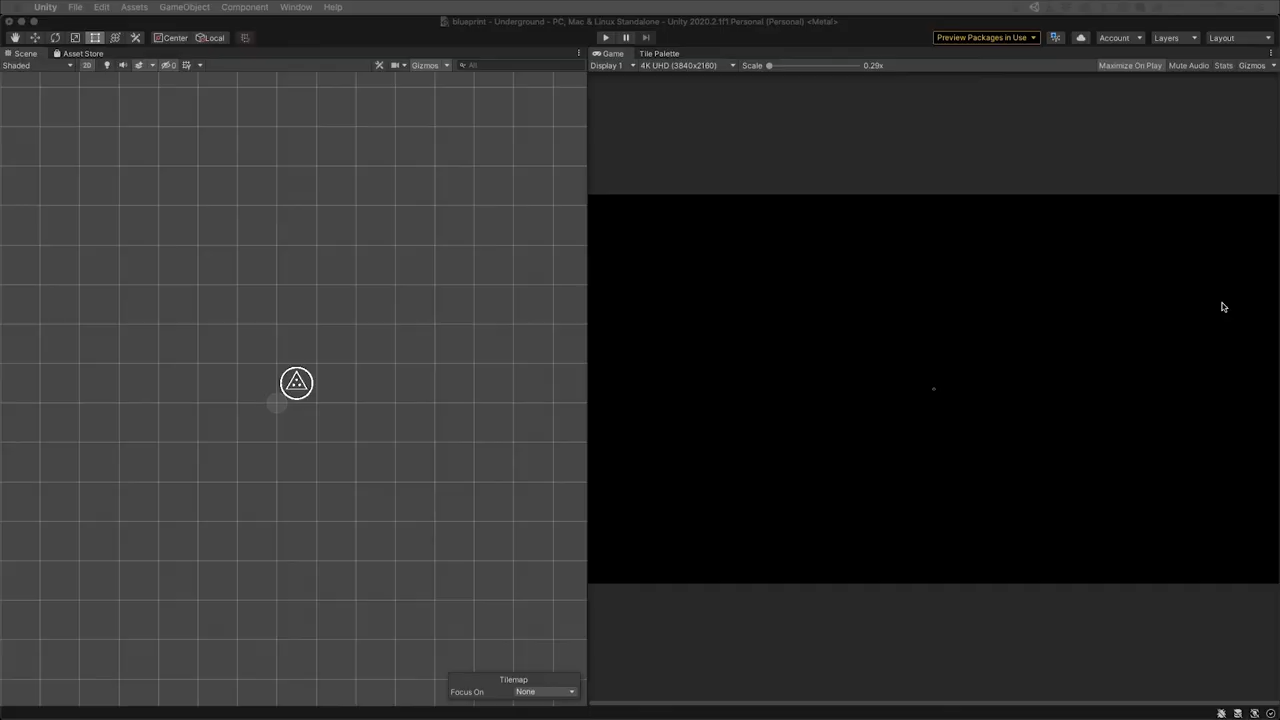 Unity File Edit Assets GameObject Component Window Help
blueprint - Underground - PC, Mac & Linux Standalone - Unity 2020.2.1f1 Personal (Personal) <Metal>
Center Local Preview Packages in Use Account Layers Layout
Scene Asset Store Game Tile Palette
Shaded 2D 0 Gizmos All Display 1 4K UHD (3840x2160) Scale 0.29x Maximize On Play Mute Audio Stats Gizmos
Tilemap
Focus On None